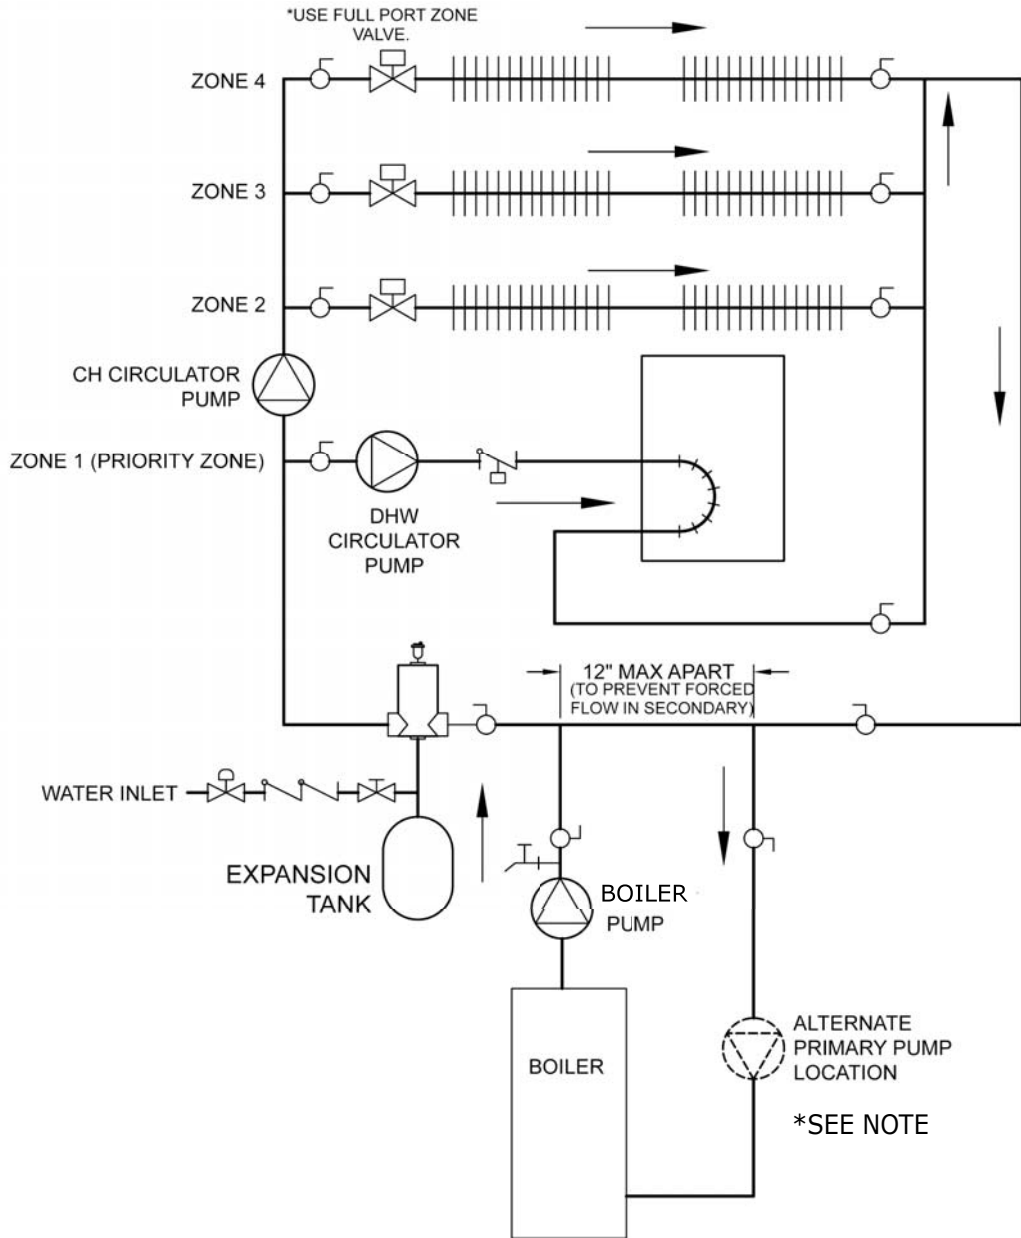 *USE FULL PORT ZONE
VALVE.
ZONE 4
ZONE 3
ZONE 2
CH CIRCULATOR
PUMP
ZONE 1 (PRIORITY ZONE)
DHW
CIRCULATOR
PUMP
12" MAX APART
(TO PREVENT FORCED
FLOW IN SECONDARY)
WATER INLET
EXPANSION
TANK
BOILER
PUMP
BOILER
ALTERNATE
PRIMARY PUMP
LOCATION
*SEE NOTE